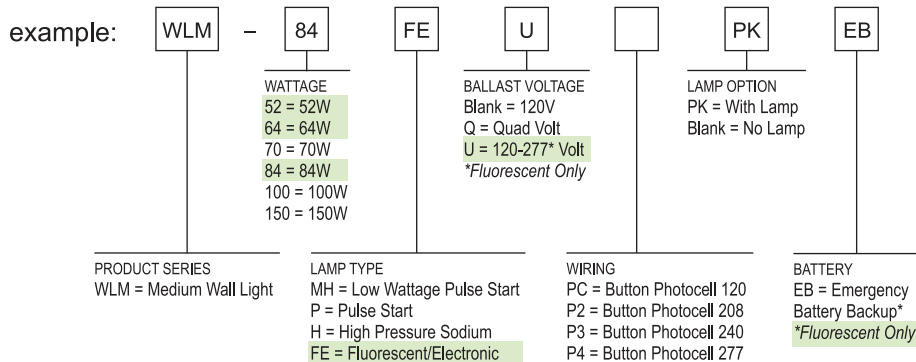 example: WLM – 84 FE U PK EB
WATTAGE
52 = 52W
64 = 64W
70 = 70W
84 = 84W
100 = 100W
150 = 150W
BALLAST VOLTAGE
Blank = 120V
Q = Quad Volt
U = 120-277* Volt
*Fluorescent Only
LAMP OPTION
PK = With Lamp
Blank = No Lamp
PRODUCT SERIES
WLM = Medium Wall Light
LAMP TYPE
MH = Low Wattage Pulse Start
P = Pulse Start
H = High Pressure Sodium
FE = Fluorescent/Electronic
WIRING
PC = Button Photocell 120
P2 = Button Photocell 208
P3 = Button Photocell 240
P4 = Button Photocell 277
BATTERY
EB = Emergency
Battery Backup*
*Fluorescent Only